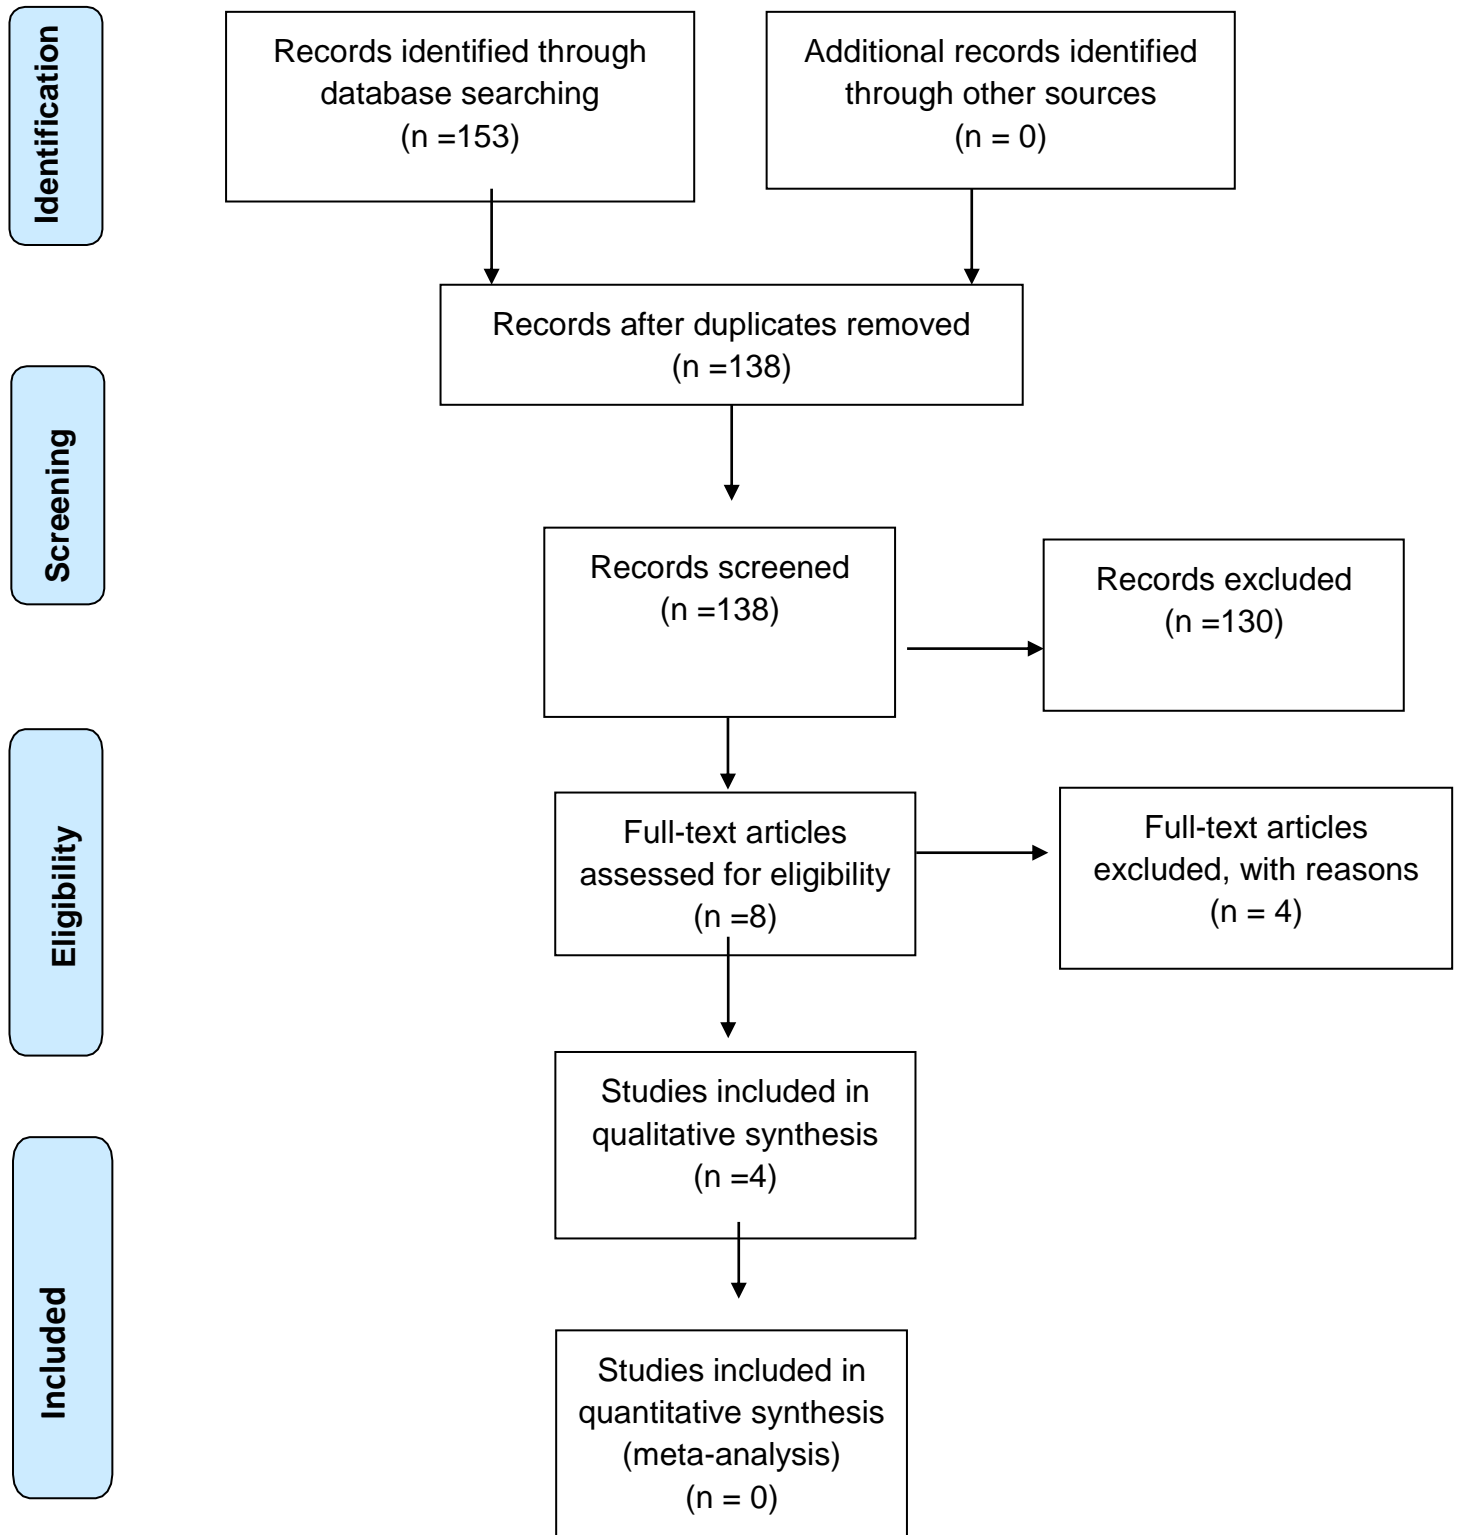 Identification
Records identified through
database searching
(n =153)
Additional records identified
through other sources
(n = 0)
Records after duplicates removed
(n =138)
Screening
Records screened
(n =138)
Records excluded
(n =130)
Eligibility
Full-text articles
assessed for eligibility
(n =8)
Full-text articles
excluded, with reasons
(n = 4)
Studies included in
qualitative synthesis
(n =4)
Included
Studies included in
quantitative synthesis
(meta-analysis)
(n = 0)